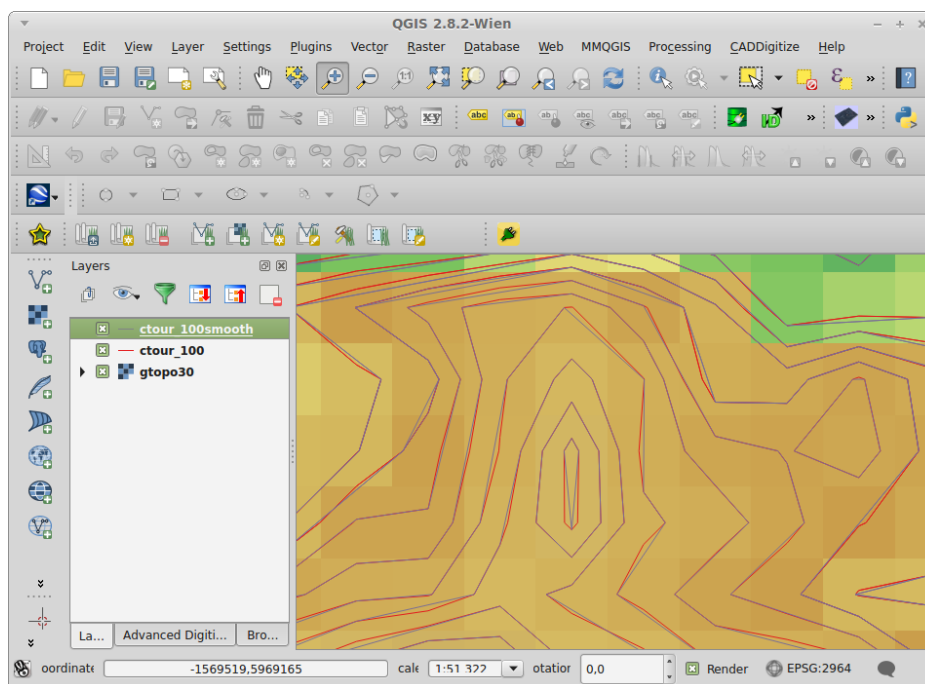 QGIS 2.8.2-Wien
Project Edit View Layer Settings Plugins Vector Raster Database Web MMQGIS Processing CADDigitize Help
abc
Layers
ctour_100smooth
ctour_100
gtopo30
La... Advanced Digiti... Bro...
oordinate -1569519,5969165 cale 1:51 322 otation 0,0 Render EPSG:2964